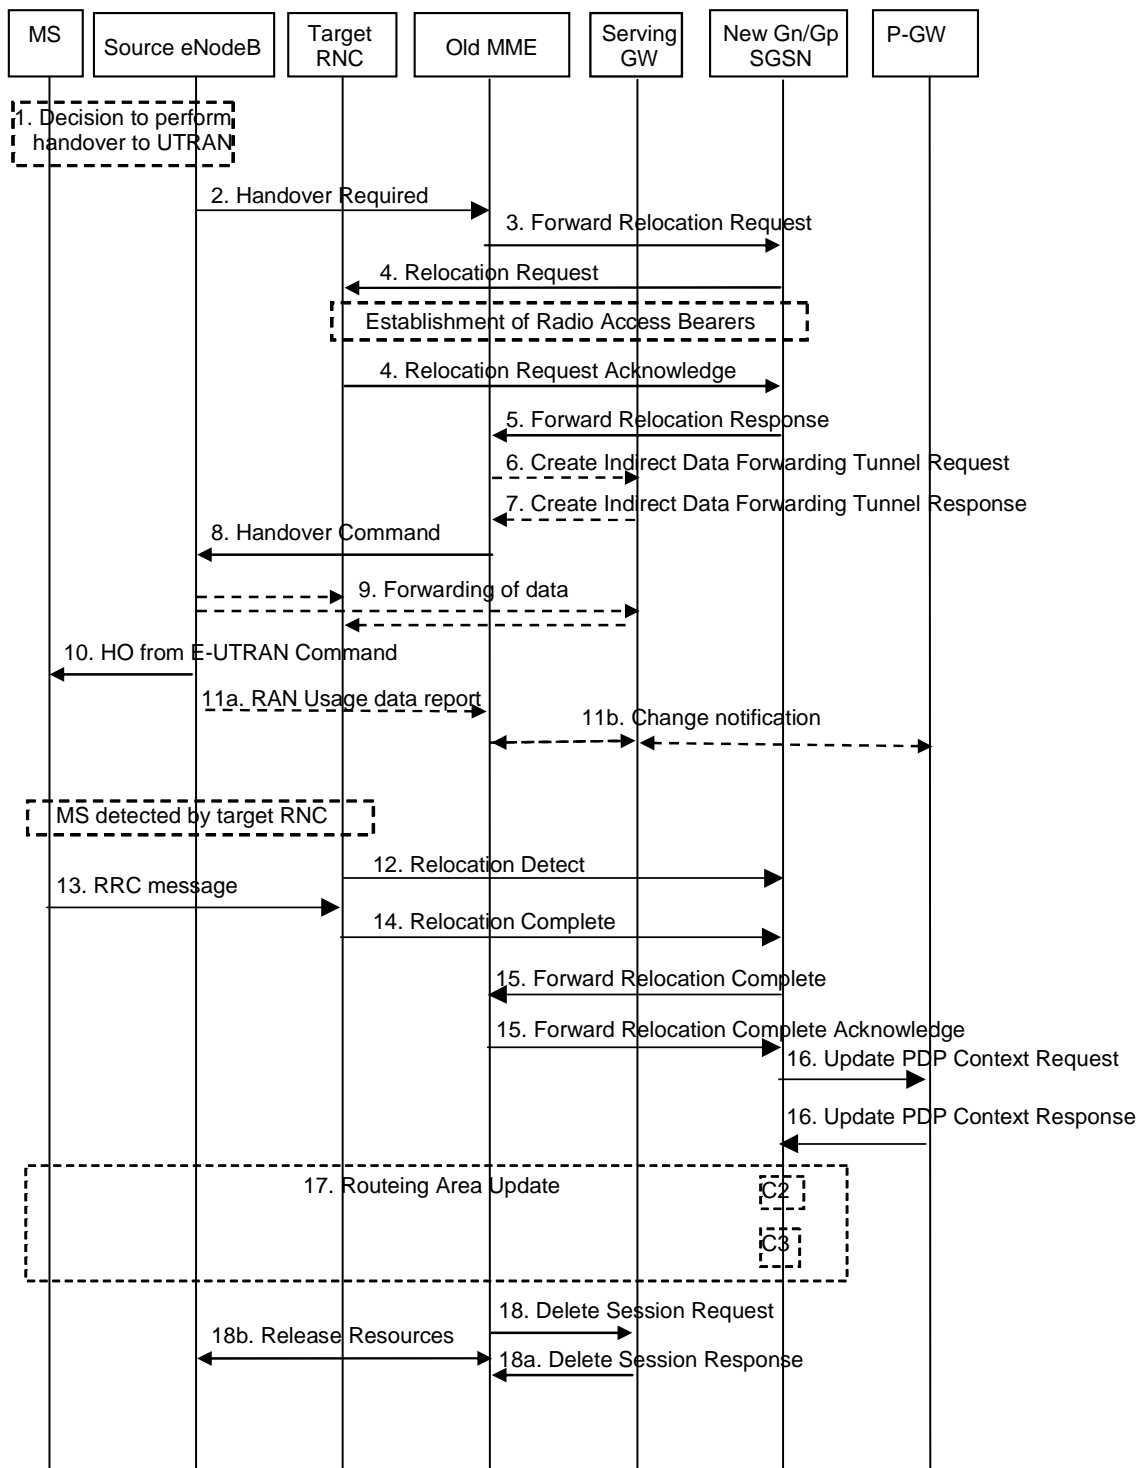 MS
Source eNodeB
Target
RNC
Old MME
Serving
GW
New Gn/Gp
SGSN
P-GW
1. Decision to perform
handover to UTRAN
2. Handover Required
3. Forward Relocation Request
4. Relocation Request
Establishment of Radio Access Bearers
4. Relocation Request Acknowledge
5. Forward Relocation Response
6. Create Indirect Data Forwarding Tunnel Request
7. Create Indirect Data Forwarding Tunnel Response
8. Handover Command
9. Forwarding of data
10. HO from E-UTRAN Command
11a. RAN Usage data report
11b. Change notification
MS detected by target RNC
12. Relocation Detect
13. RRC message
14. Relocation Complete
15. Forward Relocation Complete
15. Forward Relocation Complete Acknowledge
16. Update PDP Context Request
16. Update PDP Context Response
17. Routeing Area Update
C2
C3
18. Delete Session Request
18b. Release Resources
18a. Delete Session Response